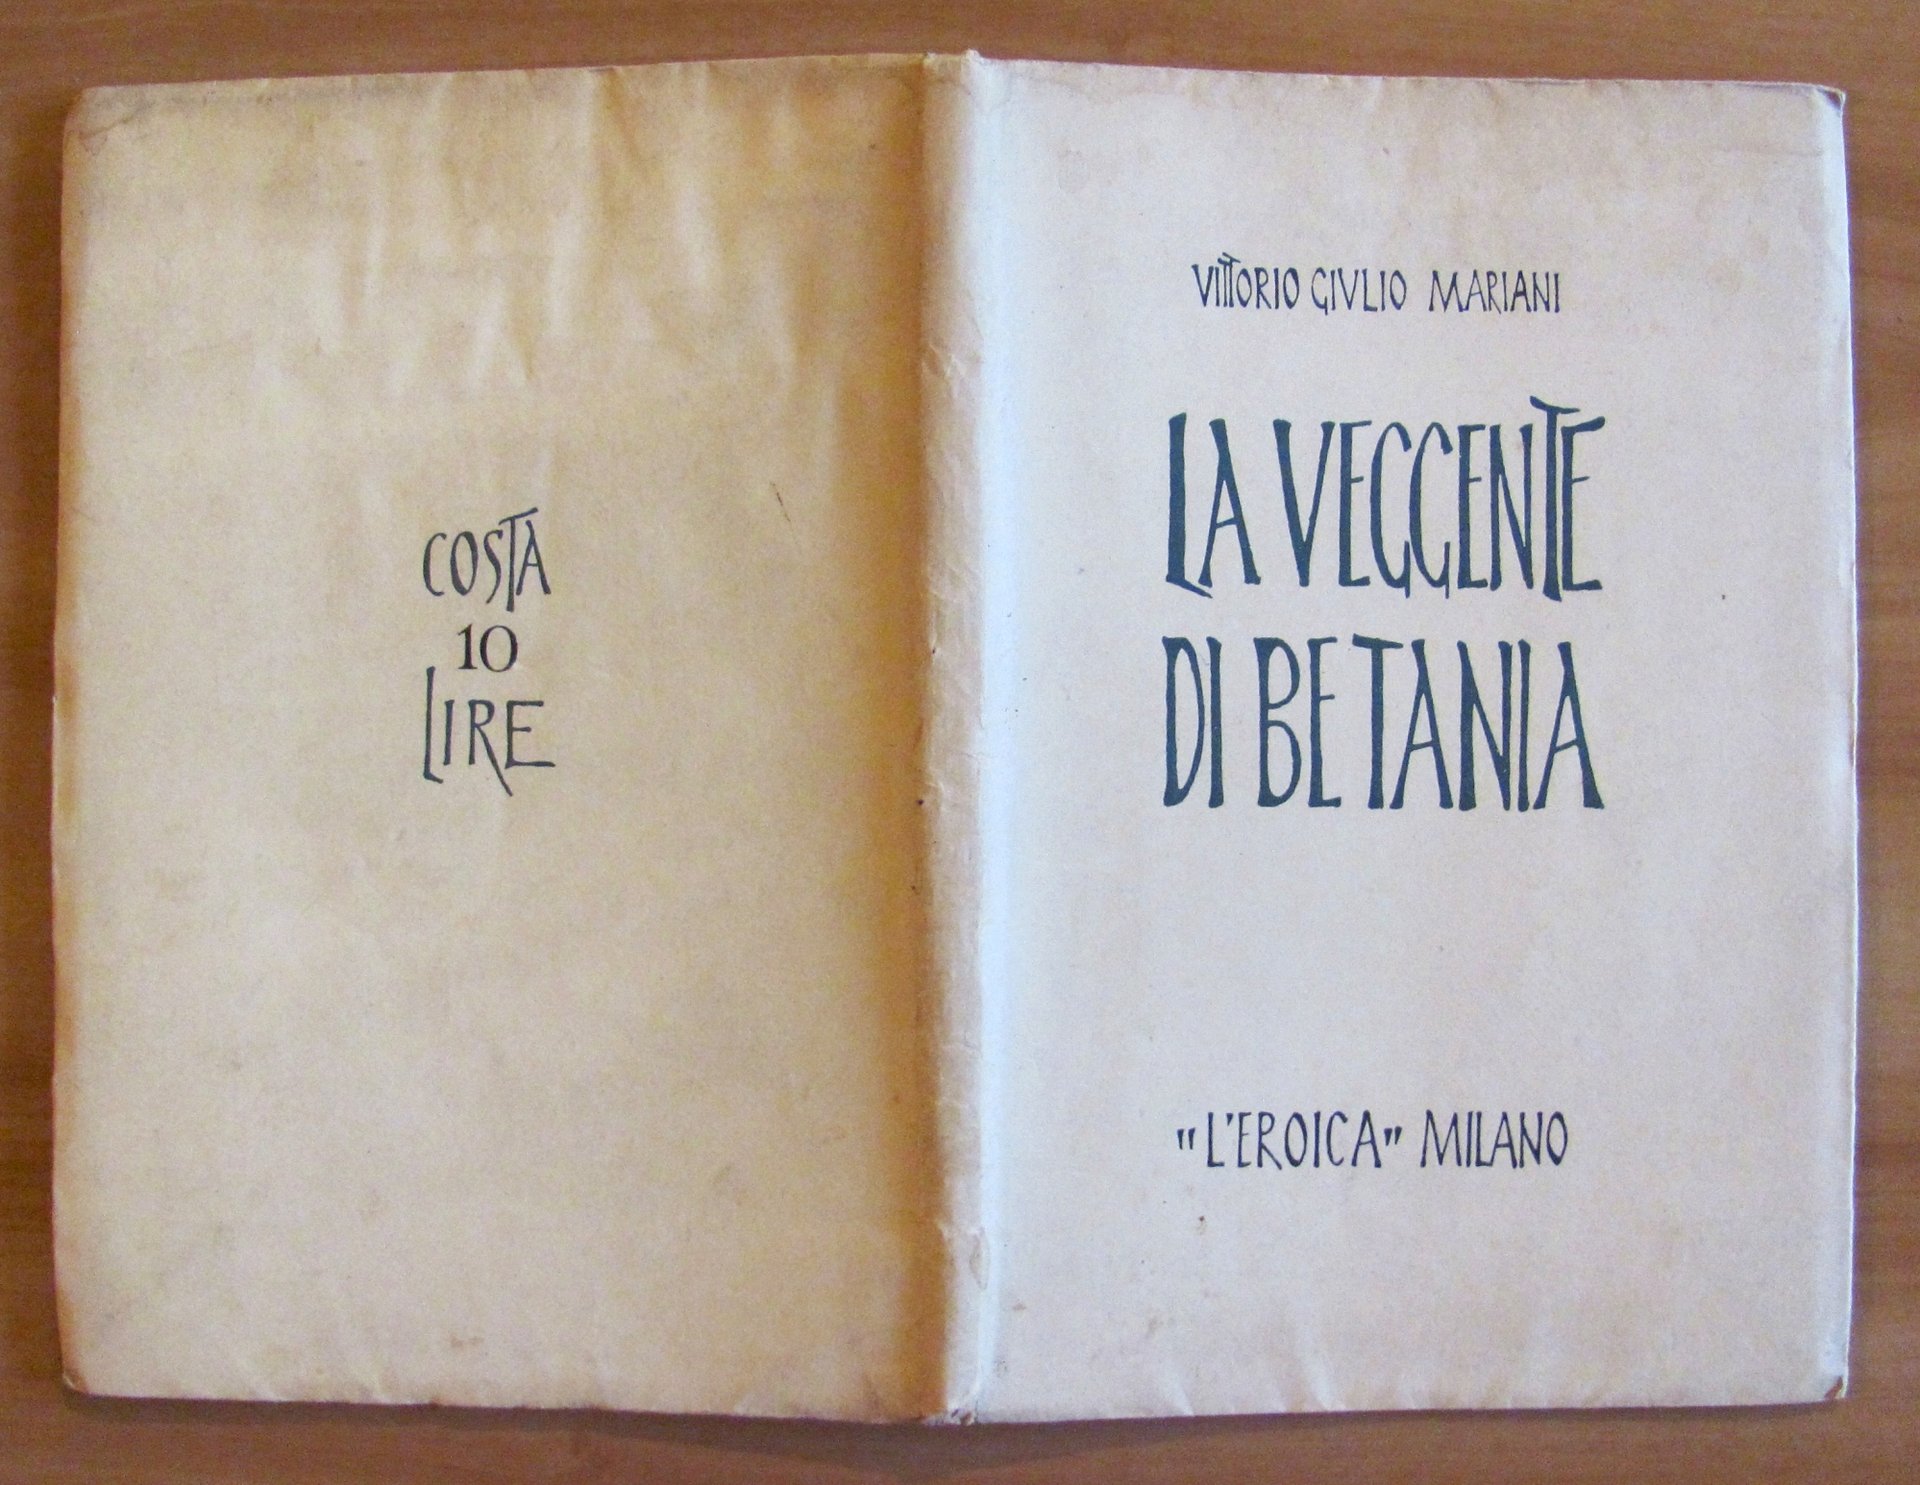 COSTA
10
LIRE
VITTORIO GIVLIO MARIANI
LA VEGGENTE
DI BETANIA
"L'EROICA" MILANO